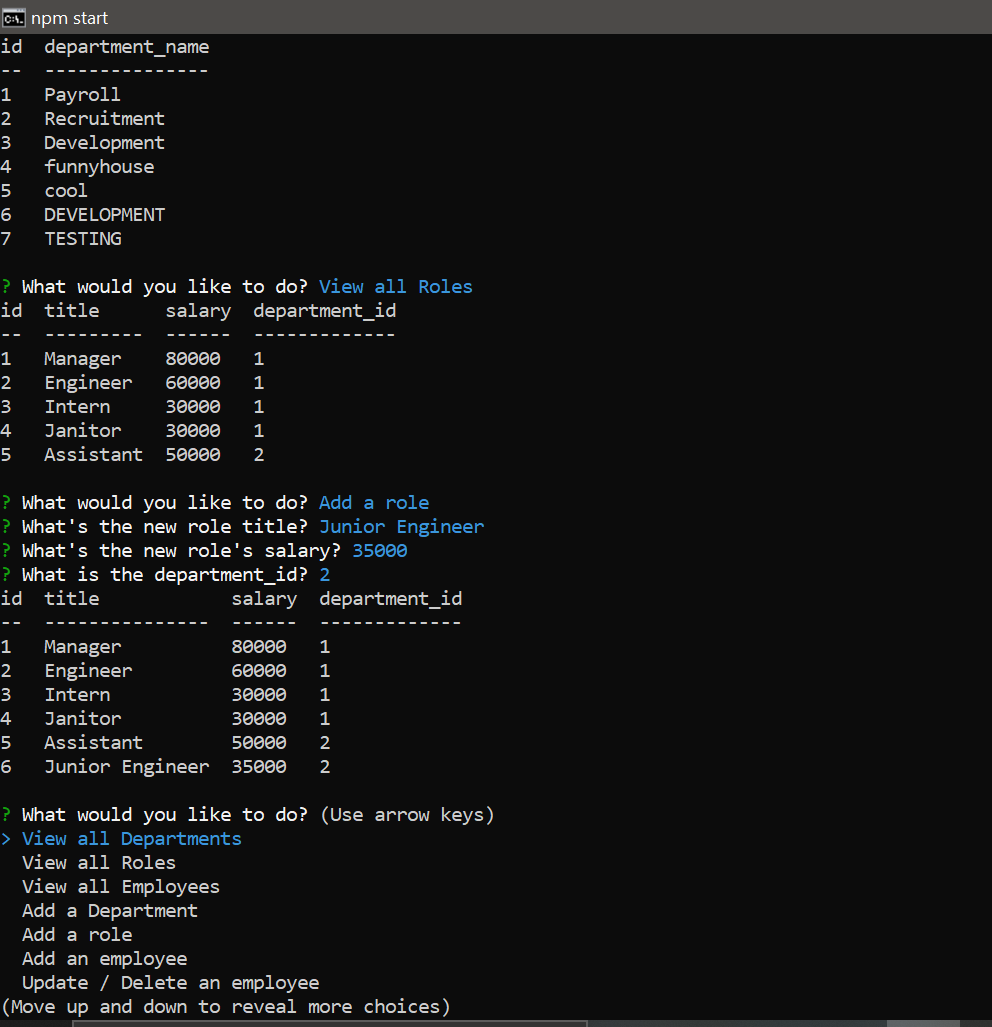 npm start
id  department_name
--  ---------------
1   Payroll
2   Recruitment
3   Development
4   funnyhouse
5   cool
6   DEVELOPMENT
7   TESTING
? What would you like to do? View all Roles
id  title      salary  department_id
--  ---------  ------  -------------
1   Manager    80000   1
2   Engineer   60000   1
3   Intern     30000   1
4   Janitor    30000   1
5   Assistant  50000   2
? What would you like to do? Add a role
? What's the new role title? Junior Engineer
? What's the new role's salary? 35000
? What is the department_id? 2
id  title            salary  department_id
--  ---------------  ------  -------------
1   Manager          80000   1
2   Engineer         60000   1
3   Intern           30000   1
4   Janitor          30000   1
5   Assistant        50000   2
6   Junior Engineer  35000   2
? What would you like to do? (Use arrow keys)
> View all Departments
  View all Roles
  View all Employees
  Add a Department
  Add a role
  Add an employee
  Update / Delete an employee
(Move up and down to reveal more choices)